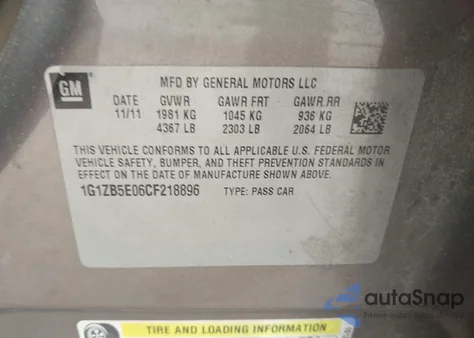 GM
MFD BY GENERAL MOTORS LLC
DATE GVWR GAWR FRT GAWR RR
11/11 1981 KG 1045 KG 936 KG
4367 LB 2303 LB 2064 LB
THIS VEHICLE CONFORMS TO ALL APPLICABLE U.S. FEDERAL MOTOR
VEHICLE SAFETY, BUMPER, AND THEFT PREVENTION STANDARDS IN
EFFECT ON THE DATE OF MANUFACTURE SHOWN ABOVE.
1G1ZB5E06CF218896 TYPE: PASS CAR
autoSnap
TIRE AND LOADING INFORMATION